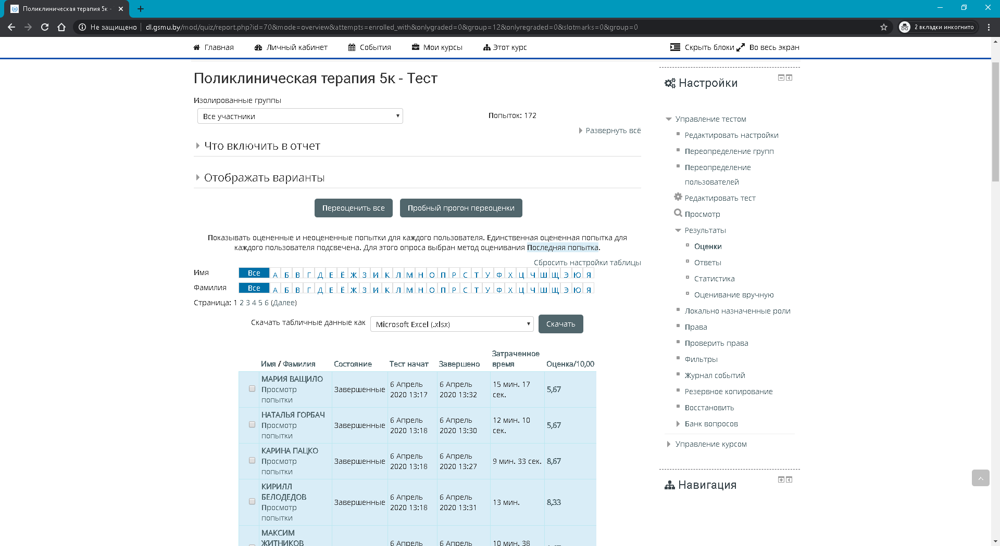 Поликлиническая терапия 5к -
Не защищено
dl.gsmu.by/mod/quiz/report.php?id=70&mode=overview&attempts=enrolled_with&onlygraded=0&group=12&onlyregraded=0&slotmarks=0&group=0
2 вкладки инкогнито
Главная
Личный кабинет
События
Мои курсы
Этот курс
Скрыть блоки
Во весь экран
Поликлиническая терапия 5к - Тест
Изолированные группы
Все участники
Попыток: 172
Развернуть всё
Что включить в отчет
Отображать варианты
Переоценить все
Пробный прогон переоценки
Показывать оцененные и неоцененные попытки для каждого пользователя. Единственная оцененная попытка для
каждого пользователя подсвечена. Для этого опроса выбран метод оценивания Последняя попытка.
Сбросить настройки таблицы
Имя Все А Б В Г Д Е Ё Ж З И К Л М Н О П Р С Т У Ф Х Ц Ч Ш Щ Э Ю Я
Фамилия Все А Б В Г Д Е Ё Ж З И К Л М Н О П Р С Т У Ф Х Ц Ч Ш Щ Э Ю Я
Страница: 1 2 3 4 5 6 (Далее)
Скачать табличные данные как
Microsoft Excel (.xlsx)
Скачать
Имя / Фамилия
Состояние
Тест начат
Завершено
Затраченное
время
Оценка/10,00
МАРИЯ ВАЩИЛО
Просмотр
попытки
Завершенные
6 Апрель
2020 13:17
6 Апрель
2020 13:32
15 мин. 17
сек.
5,67
НАТАЛЬЯ ГОРБАЧ
Просмотр
попытки
Завершенные
6 Апрель
2020 13:18
6 Апрель
2020 13:30
12 мин. 10
сек.
5,67
КАРИНА ПАЦКО
Просмотр
попытки
Завершенные
6 Апрель
2020 13:18
6 Апрель
2020 13:27
9 мин. 33 сек.
8,67
КИРИЛЛ
БЕЛОДЕДОВ
Просмотр
попытки
Завершенные
6 Апрель
2020 13:18
6 Апрель
2020 13:31
13 мин.
8,33
МАКСИМ
ЖИТНИКОВ
6 Апрель
6 Апрель
10 мин. 38
Настройки
Управление тестом
Редактировать настройки
Переопределение групп
Переопределение
пользователей
Редактировать тест
Просмотр
Результаты
Оценки
Ответы
Статистика
Оценивание вручную
Локально назначенные роли
Права
Проверить права
Фильтры
Журнал событий
Резервное копирование
Восстановить
Банк вопросов
Управление курсом
Навигация